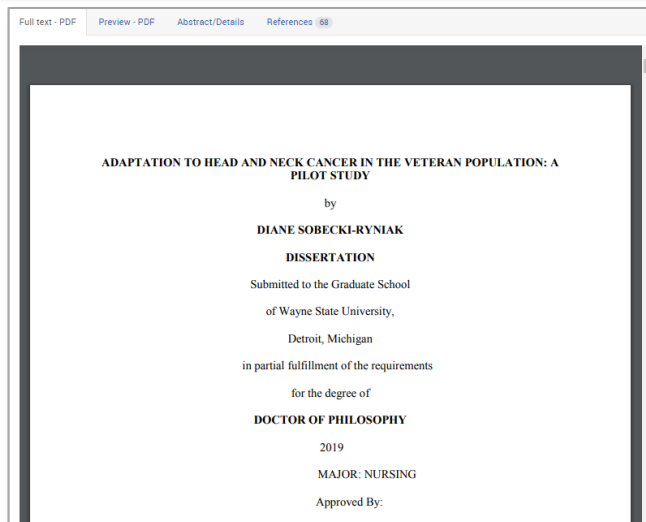 Full text - PDF Preview - PDF Abstract/Details References 68
ADAPTATION TO HEAD AND NECK CANCER IN THE VETERAN POPULATION: A
PILOT STUDY
by
DIANE SOBECKI-RYNIAK
DISSERTATION
Submitted to the Graduate School
of Wayne State University,
Detroit, Michigan
in partial fulfillment of the requirements
for the degree of
DOCTOR OF PHILOSOPHY
2019
MAJOR: NURSING
Approved By: